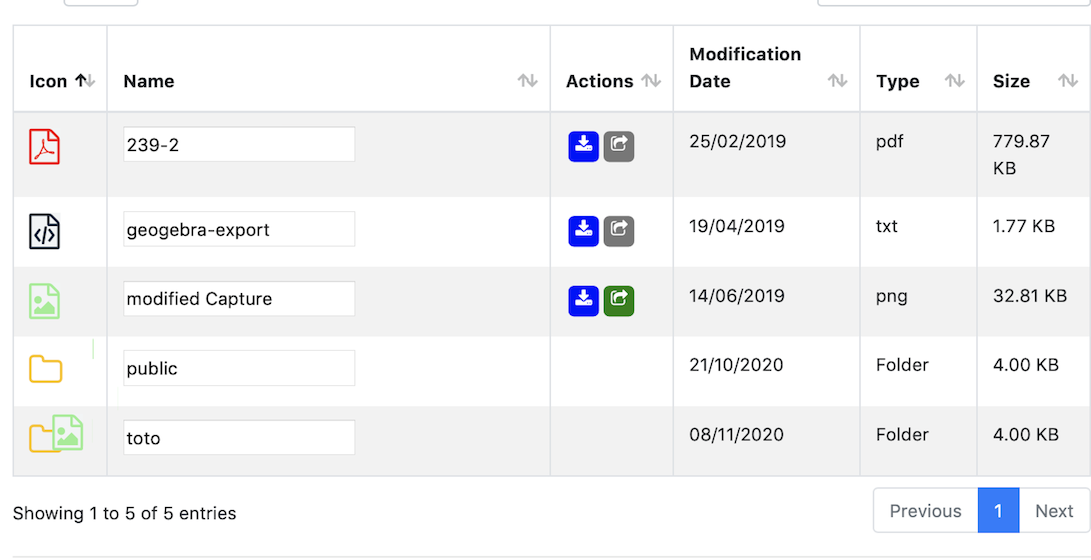 Icon Name Actions Modification Date Type Size
239-2 25/02/2019 pdf 779.87 KB
geogebra-export 19/04/2019 txt 1.77 KB
modified Capture 14/06/2019 png 32.81 KB
public 21/10/2020 Folder 4.00 KB
toto 08/11/2020 Folder 4.00 KB
Showing 1 to 5 of 5 entries Previous 1 Next